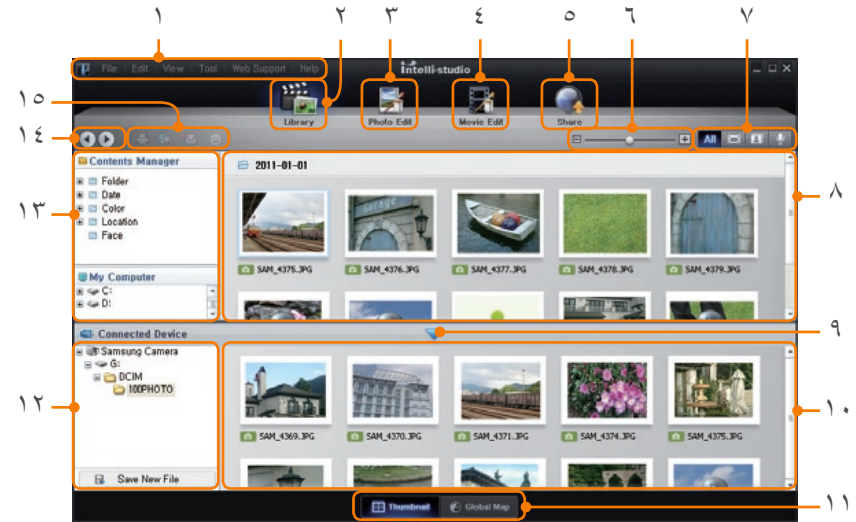 ١ ٢ ٣ ٤ ٥ ٦ ٧
File Edit View Tool Web Support Help
intelli-studio
Library Photo Edit Movie Edit Share
١٥
١٤
All
Contents Manager
2011-01-01
Folder
Date
Color
Location
Face
١٣
٨
SAM_4375.JPG SAM_4376.JPG SAM_4377.JPG SAM_4378.JPG SAM_4379.JPG
My Computer
C:
D:
Connected Device
٩
Samsung Camera
G:
DCIM
100PHOTO
١٢
١٠
SAM_4369.JPG SAM_4370.JPG SAM_4371.JPG SAM_4374.JPG SAM_4375.JPG
Save New File
Thumbnail Global Map
١١